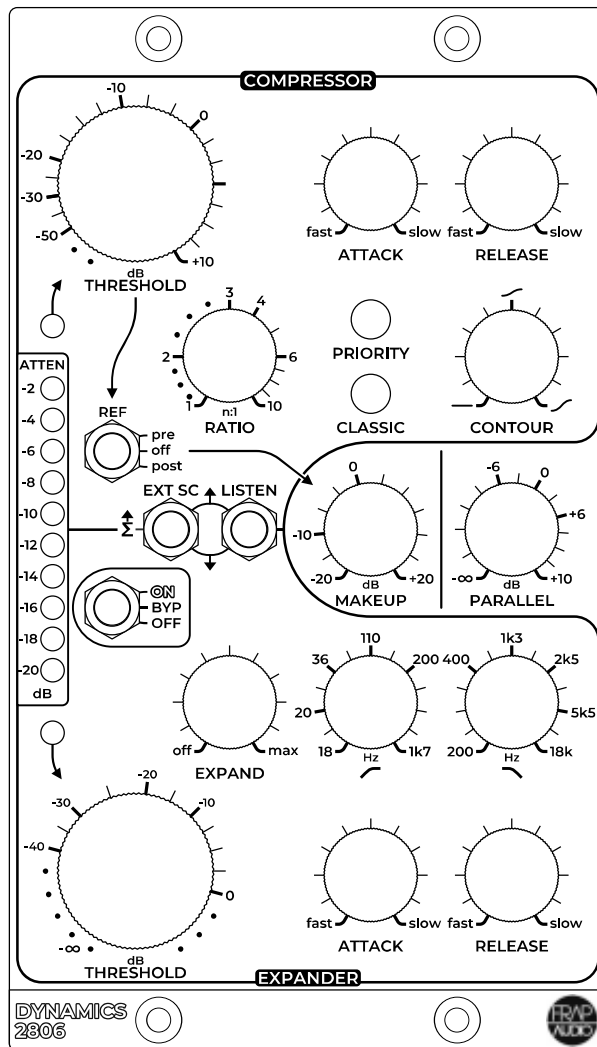 COMPRESSOR
-10
0
-20
-30
-50
+10
dB
THRESHOLD
fast
slow
ATTACK
fast
slow
RELEASE
ATTEN
-2
-4
-6
-8
-10
-12
-14
-16
-18
-20
dB
3
4
2
6
1
10
n:1
RATIO
PRIORITY
CLASSIC
CONTOUR
REF
pre
off
post
EXT SC
LISTEN
Σ
ON
BYP
OFF
0
-10
-20
+20
dB
MAKEUP
-6
0
+6
-∞
+10
dB
PARALLEL
off
max
EXPAND
110
36
200
20
18
1k7
Hz
1k3
400
2k5
5k5
200
18k
Hz
-20
-30
-10
-40
0
-∞
dB
THRESHOLD
fast
slow
ATTACK
fast
slow
RELEASE
EXPANDER
DYNAMICS
2806
FRAP
AUDIO